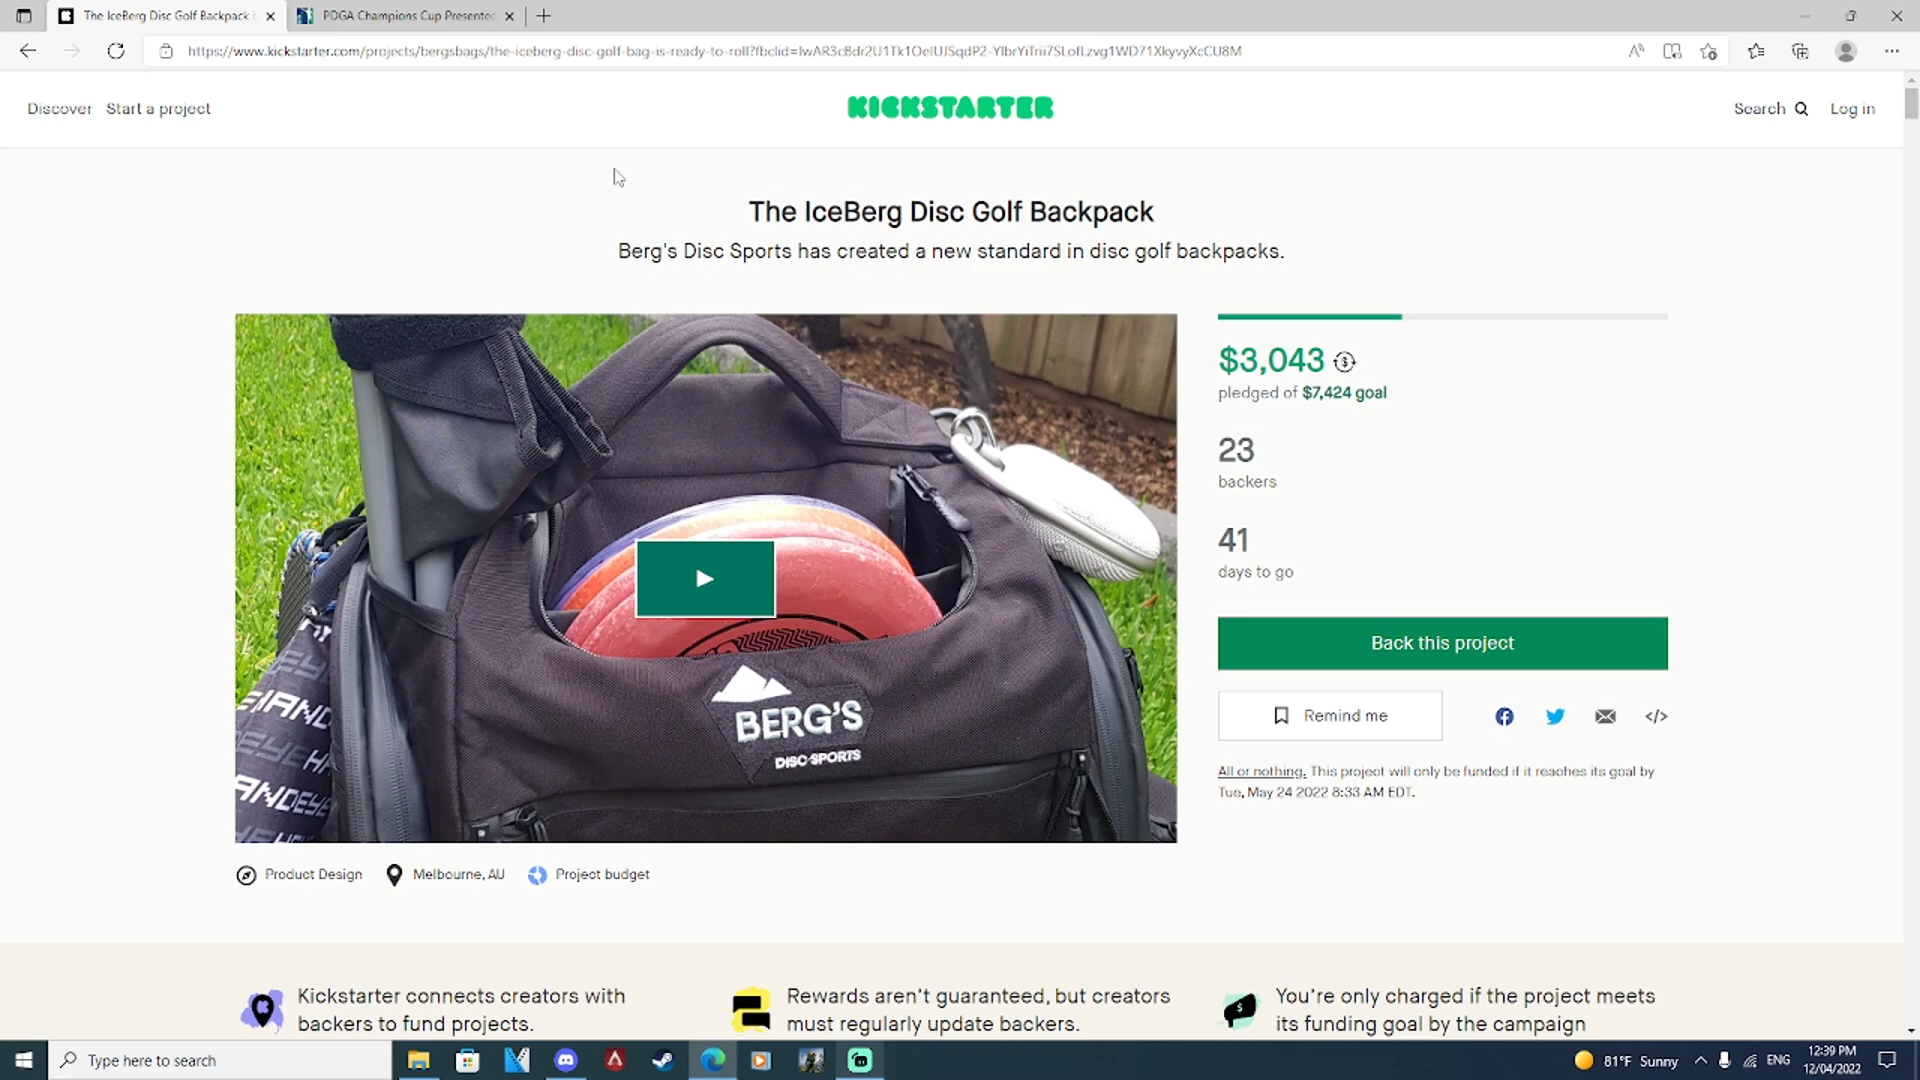 The IceBerg Disc Golf Backpack
PDGA Champions Cup Presented
https://www.kickstarter.com/projects/bergsbags/the-iceberg-disc-golf-bag-is-ready-to-roll?
Discover
Start a project
KICKSTARTER
Search
Log in
The IceBerg Disc Golf Backpack
Berg's Disc Sports has created a new standard in disc golf backpacks.
$3,043
pledged of $7,424 goal
23
backers
41
days to go
Back this project
Remind me
All or nothing. This project will only be funded if it reaches its goal by
Tue, May 24 2022 8:33 AM EDT.
BERG'S
DISC SPORTS
Product Design
Melbourne, AU
Project budget
Kickstarter connects creators with
backers to fund projects.
Rewards aren't guaranteed, but creators
must regularly update backers.
You're only charged if the project meets
its funding goal by the campaign
Type here to search
81°F Sunny
ENG
12:39 PM
12/04/2022